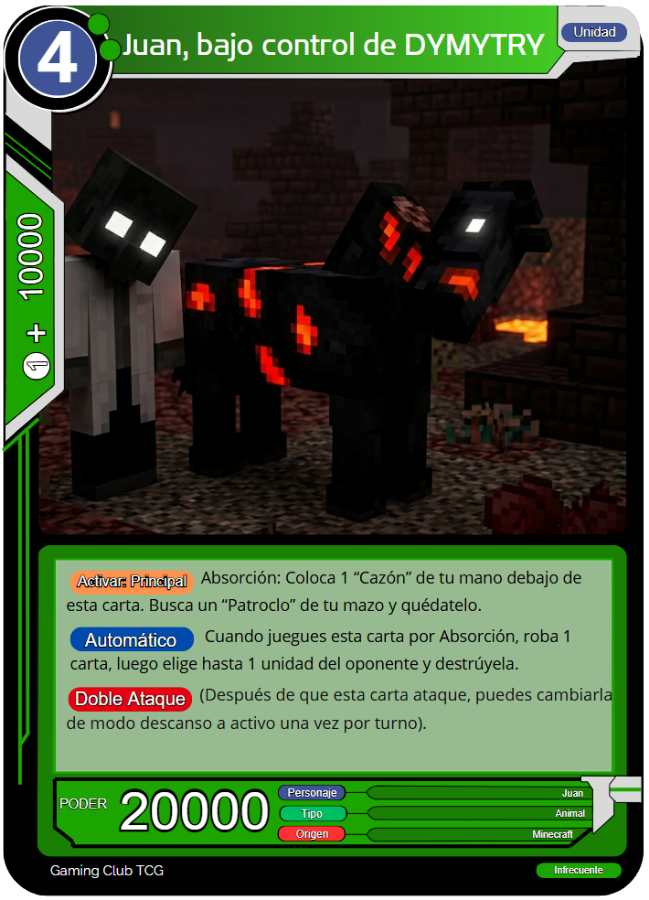 4
Juan, bajo control de DYMYTRY
Unidad
1 + 10000
Activar: Principal Absorción: Coloca 1 “Cazón” de tu mano debajo de
esta carta. Busca un “Patroclo” de tu mazo y quédatelo.
Automático Cuando juegues esta carta por Absorción, roba 1
carta, luego elige hasta 1 unidad del oponente y destrúyela.
Doble Ataque (Después de que esta carta ataque, puedes cambiarla
de modo descanso a activo una vez por turno).
PODER 20000
Personaje Juan
Tipo Animal
Origen Minecraft
Gaming Club TCG
Infrecuente